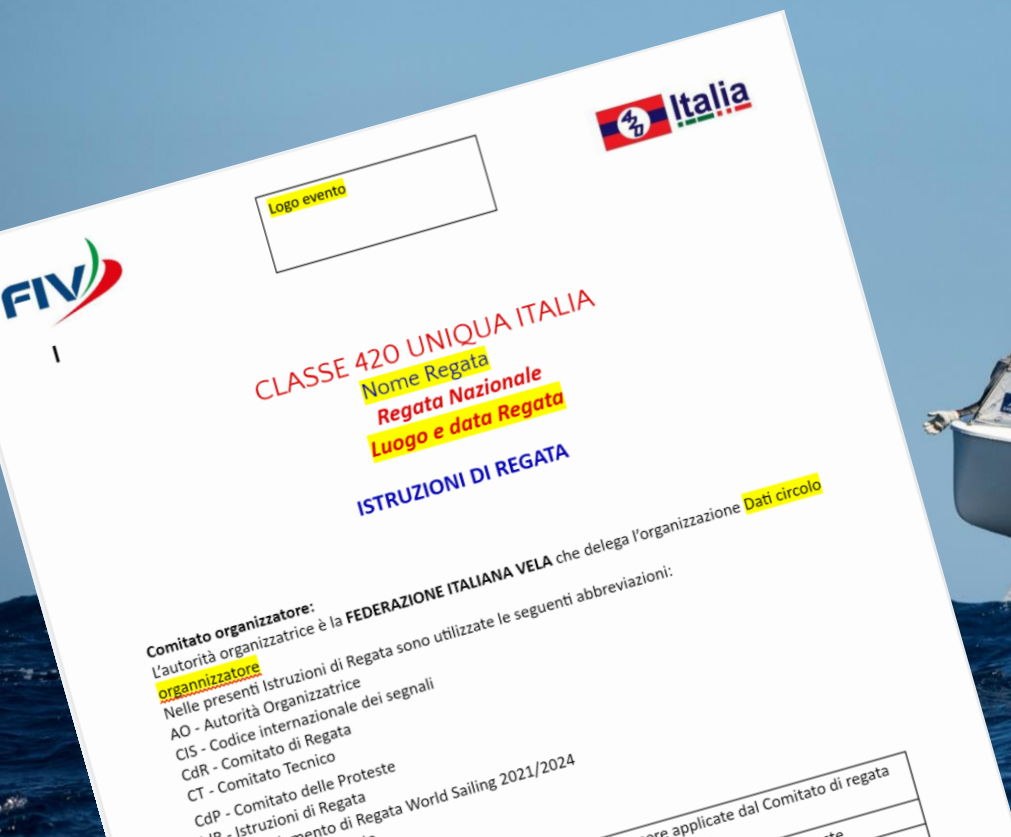 420 Italia
Logo evento
FIV
I
CLASSE 420 UNIQUA ITALIA
Nome Regata
Regata Nazionale
Luogo e data Regata
ISTRUZIONI DI REGATA
Comitato organizzatore:
L'autorità organizzatrice è la FEDERAZIONE ITALIANA VELA che delega l'organizzazione Dati circolo
organnizzatore
Nelle presenti Istruzioni di Regata sono utilizzate le seguenti abbreviazioni:
AO - Autorità Organizzatrice
CIS - Codice internazionale dei segnali
CdR - Comitato di Regata
CT - Comitato Tecnico
CdP - Comitato delle Proteste
- Istruzioni di Regata
di Regata World Sailing 2021/2024
applicate dal Comitato di regata